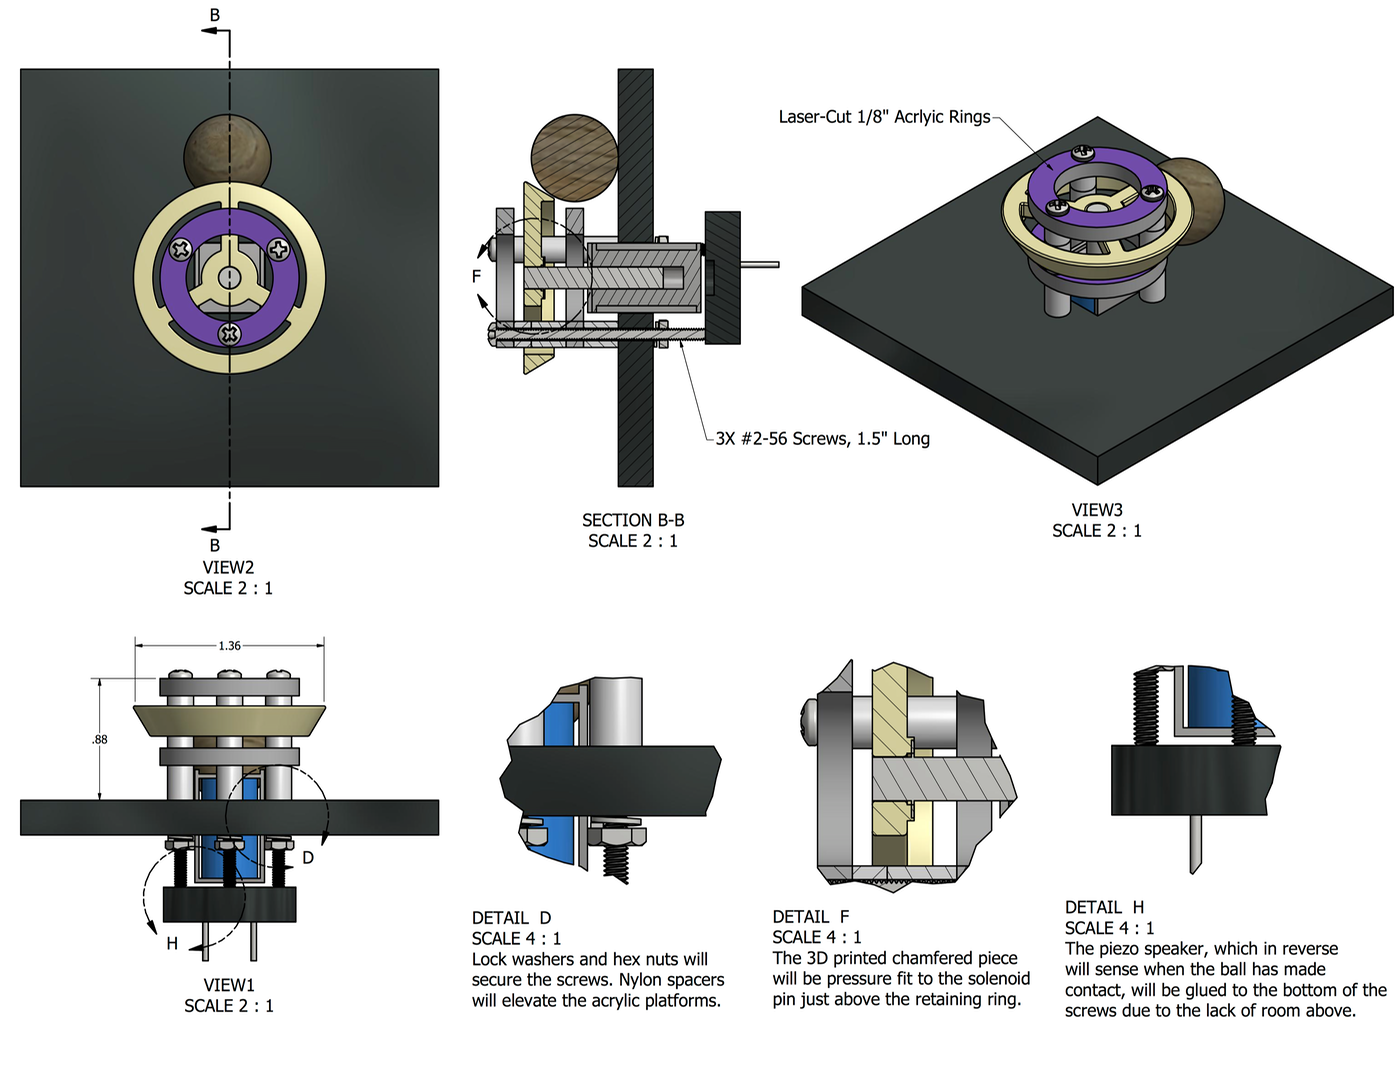 B
B
VIEW2
SCALE 2 : 1
F
3X #2-56 Screws, 1.5" Long
SECTION B-B
SCALE 2 : 1
Laser-Cut 1/8" Acrlyic Rings
VIEW3
SCALE 2 : 1
1.36
.88
D
H
VIEW1
SCALE 2 : 1
DETAIL D
SCALE 4 : 1
Lock washers and hex nuts will
secure the screws. Nylon spacers
will elevate the acrylic platforms.
DETAIL F
SCALE 4 : 1
The 3D printed chamfered piece
will be pressure fit to the solenoid
pin just above the retaining ring.
DETAIL H
SCALE 4 : 1
The piezo speaker, which in reverse
will sense when the ball has made
contact, will be glued to the bottom of the
screws due to the lack of room above.